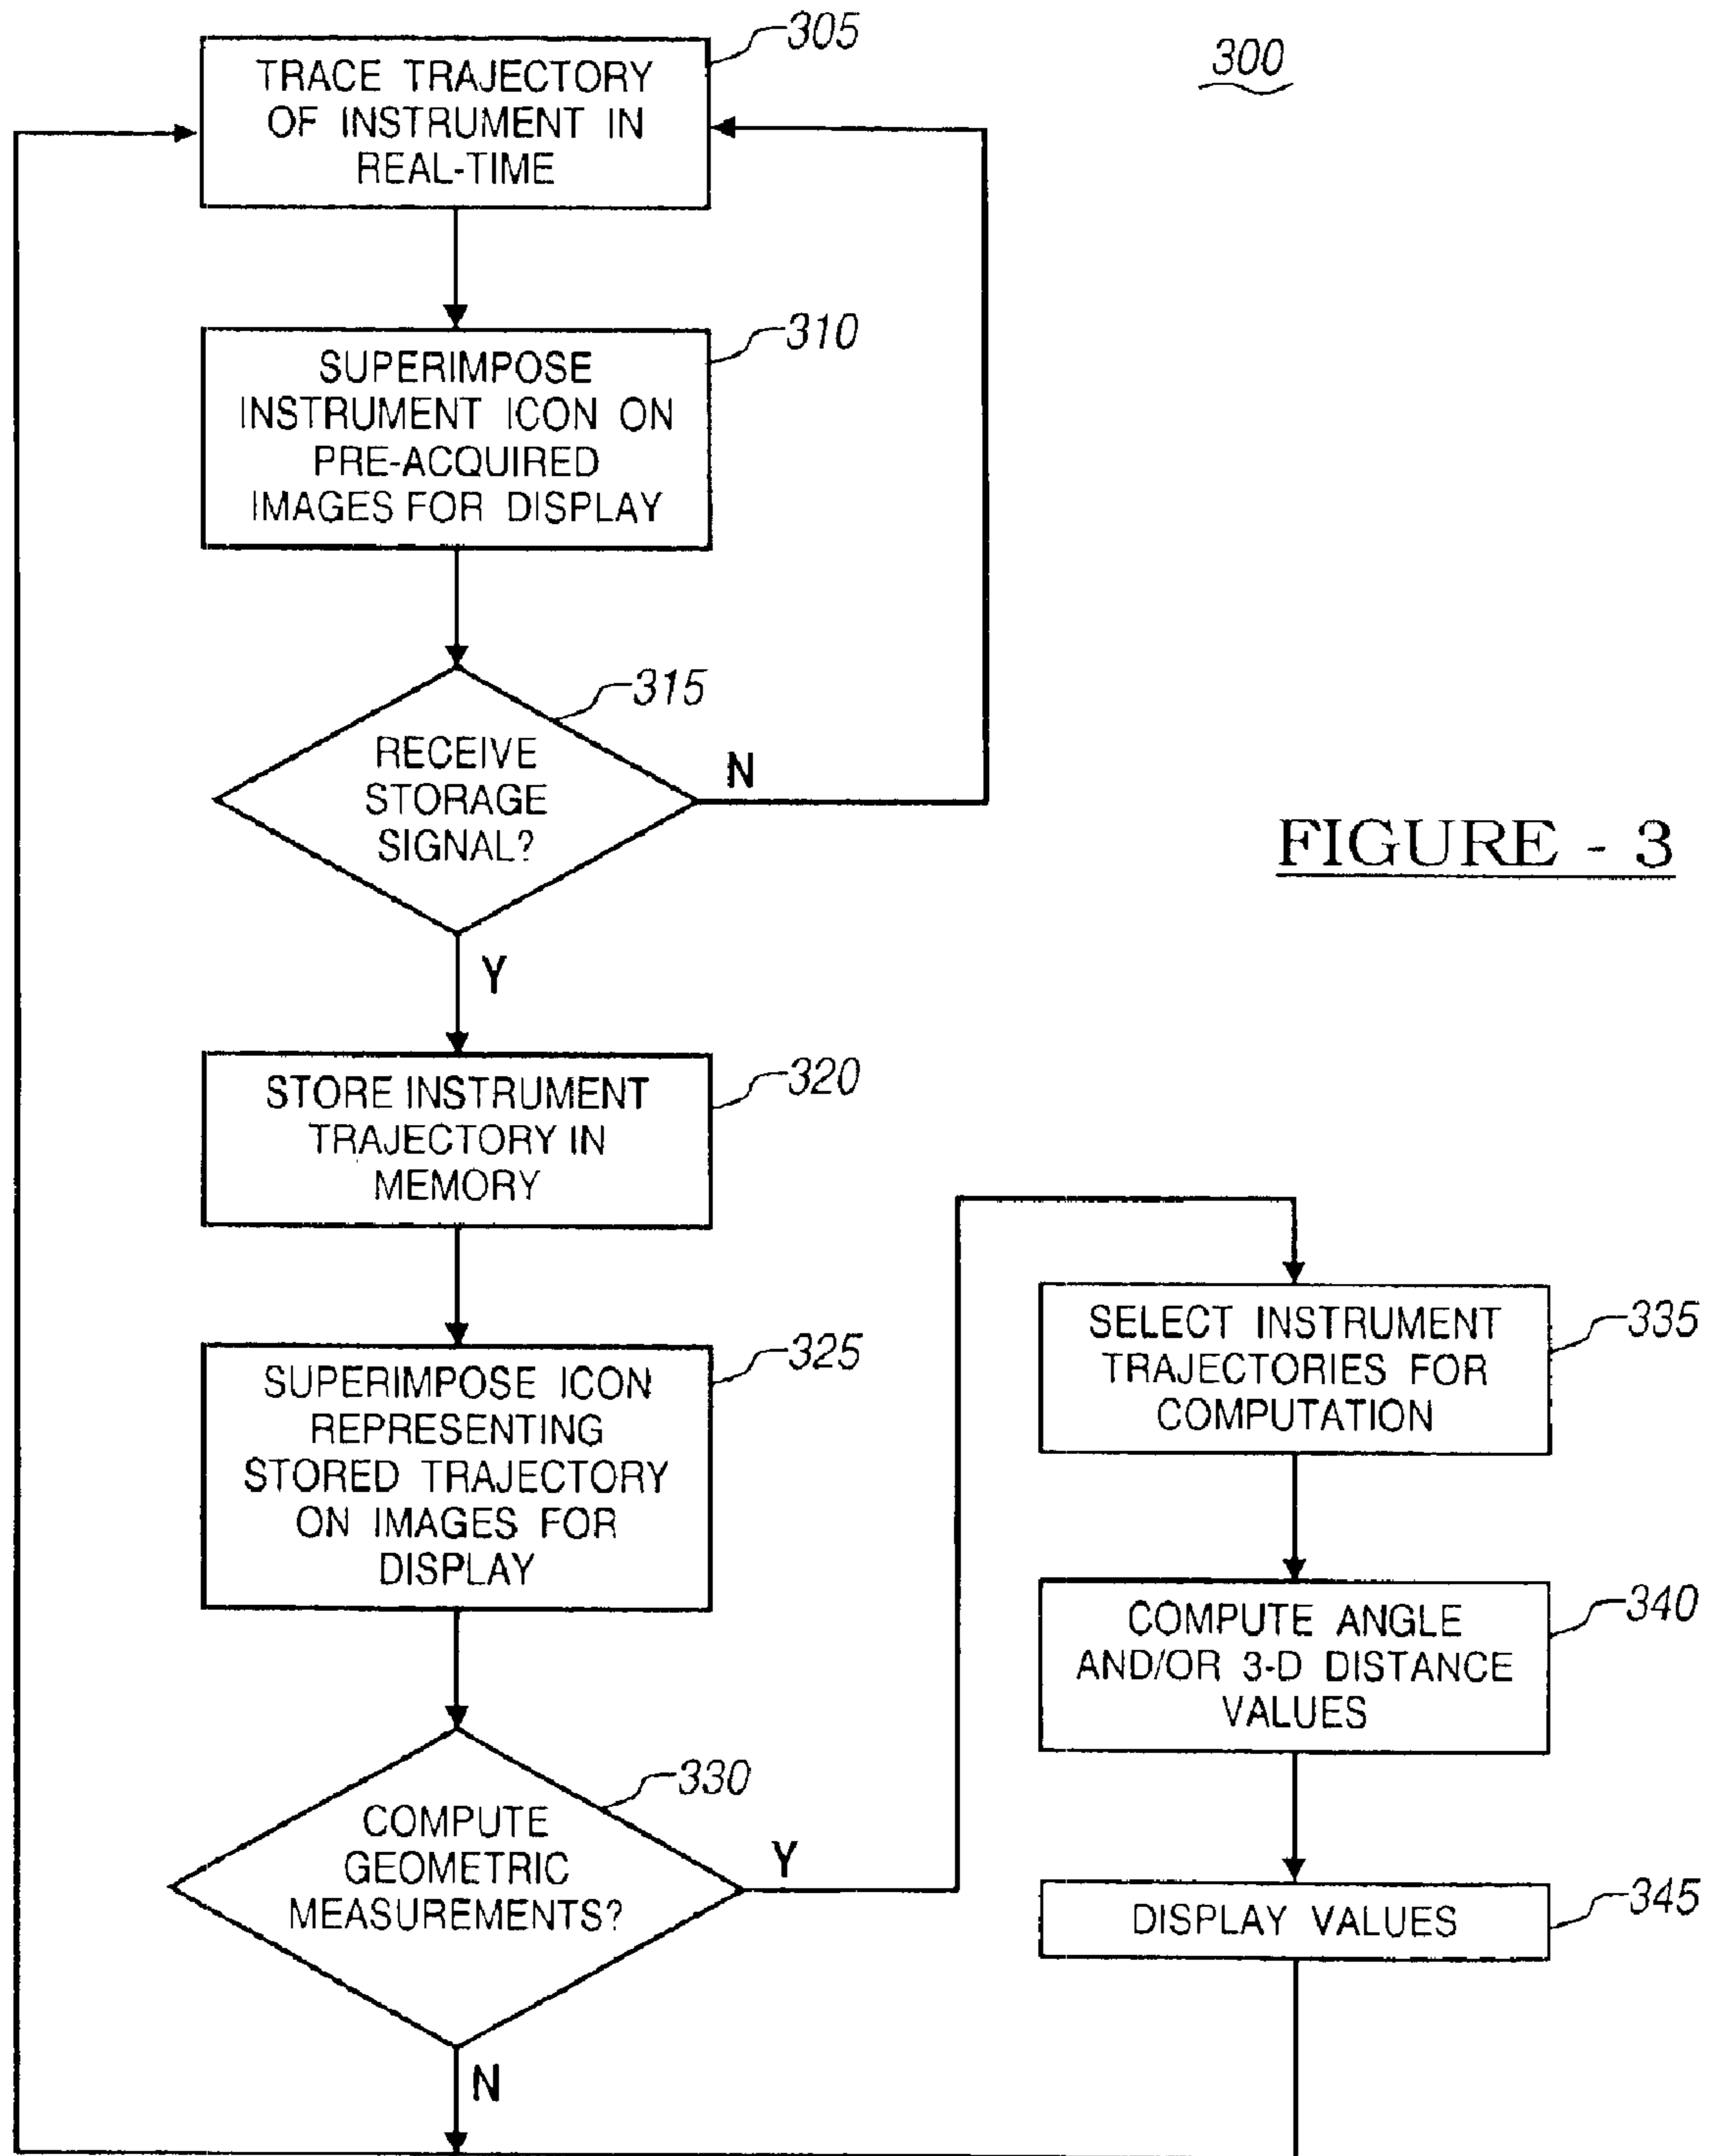 305
300
TRACE TRAJECTORY
OF INSTRUMENT IN
REAL-TIME
310
SUPERIMPOSE
INSTRUMENT ICON ON
PRE-ACQUIRED
IMAGES FOR DISPLAY
315
RECEIVE
STORAGE
SIGNAL?
N
Y
FIGURE - 3
320
STORE INSTRUMENT
TRAJECTORY IN
MEMORY
325
SUPERIMPOSE ICON
REPRESENTING
STORED TRAJECTORY
ON IMAGES FOR
DISPLAY
330
COMPUTE
GEOMETRIC
MEASUREMENTS?
Y
N
335
SELECT INSTRUMENT
TRAJECTORIES FOR
COMPUTATION
340
COMPUTE ANGLE
AND/OR 3-D DISTANCE
VALUES
345
DISPLAY VALUES